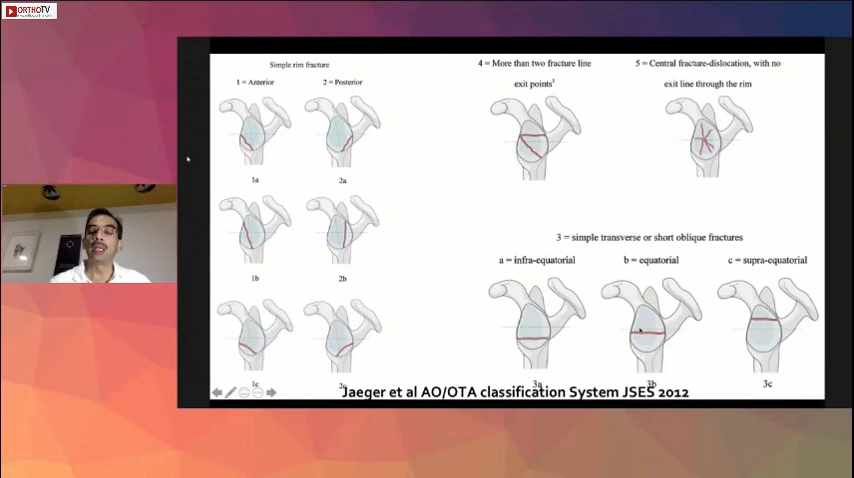 ORTHOTV
Simple rim fracture
1 = Anterior
2 = Posterior
1a
2a
1b
2b
1c
4 = More than two fracture line
exit points¹
5 = Central fracture-dislocation, with no
exit line through the rim
3 = simple transverse or short oblique fractures
a = infra-equatorial
b = equatorial
c = supra-equatorial
3a
3b
3c
Jaeger et al AO/OTA classification System JSES 2012